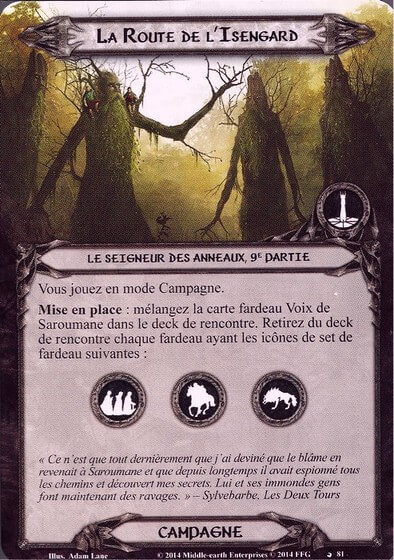 La Route de l'Isengard
Le Seigneur des Anneaux, 9e partie
Vous jouez en mode Campagne.
Mise en place : mélangez la carte fardeau Voix de
Saroumane dans le deck de rencontre. Retirez du deck
de rencontre chaque fardeau ayant les icônes de set de
fardeau suivantes :
« Ce n'est que tout dernièrement que j'ai deviné que le blâme en
revenait à Saroumane et que depuis longtemps il avait espionné tous
les chemins et découvert mes secrets. Lui et ses immondes gens
font maintenant des ravages. » – Sylvebarbe, Les Deux Tours
Campagne
Illus. Adam Lane © 2014 Middle-earth Enterprises © 2014 FFG 81